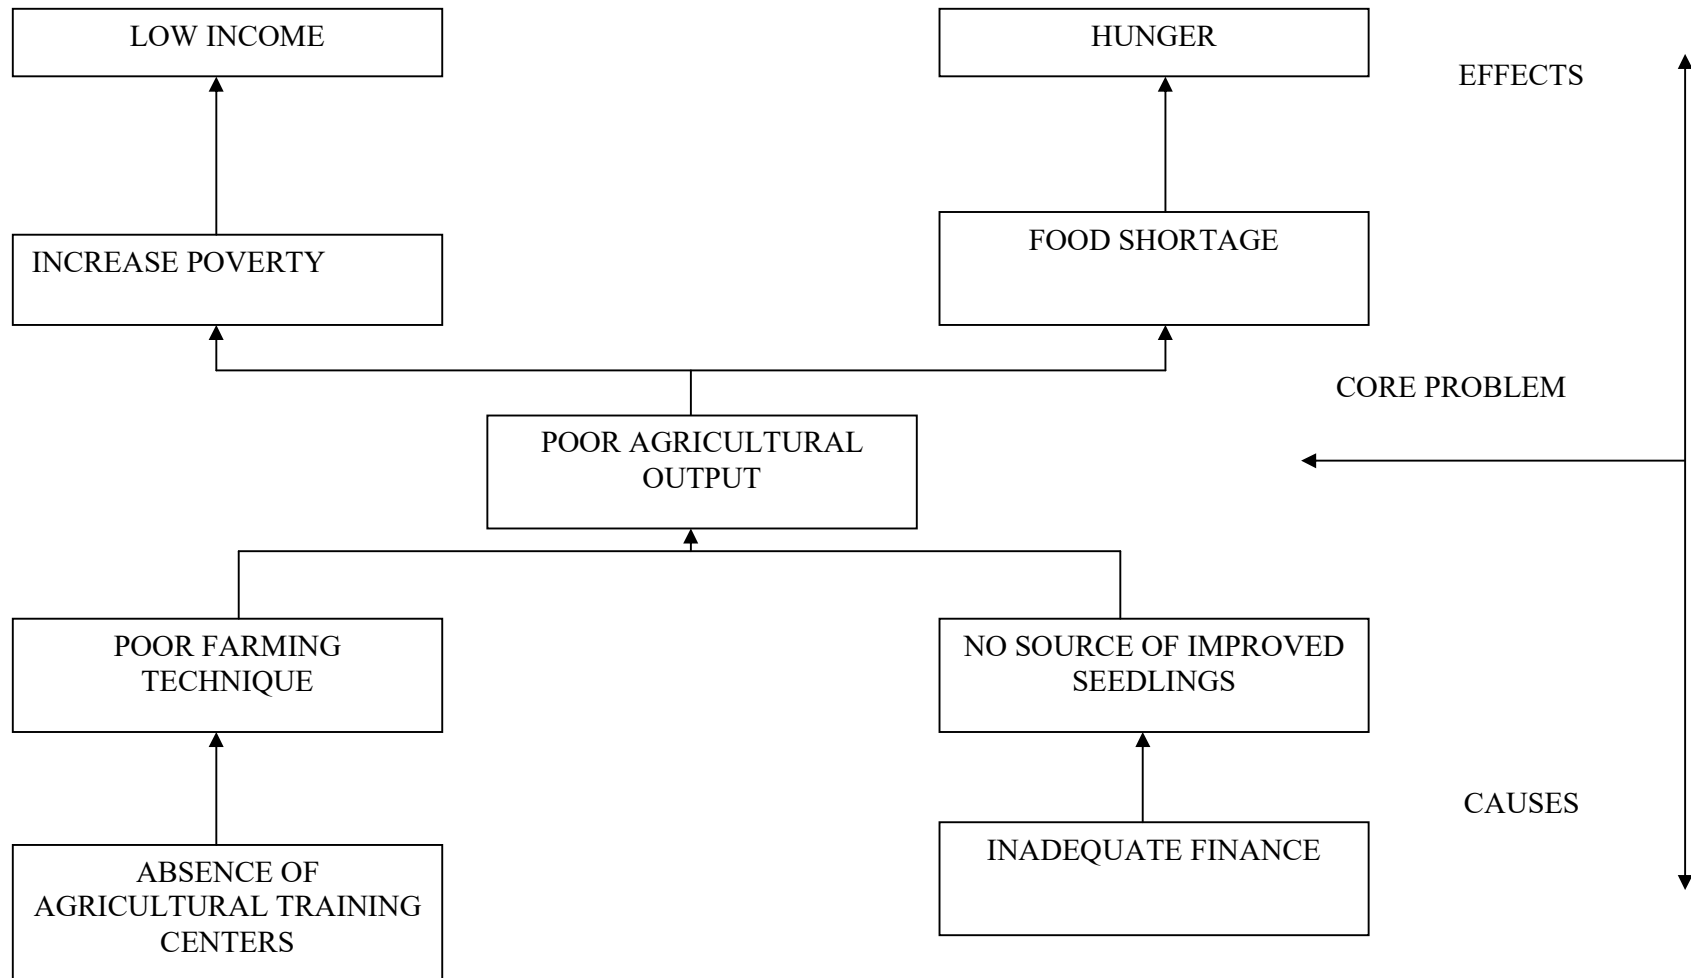 LOW INCOME
HUNGER
EFFECTS
INCREASE POVERTY
FOOD SHORTAGE
CORE PROBLEM
POOR AGRICULTURAL
OUTPUT
POOR FARMING
TECHNIQUE
NO SOURCE OF IMPROVED
SEEDLINGS
CAUSES
ABSENCE OF
AGRICULTURAL TRAINING
CENTERS
INADEQUATE FINANCE